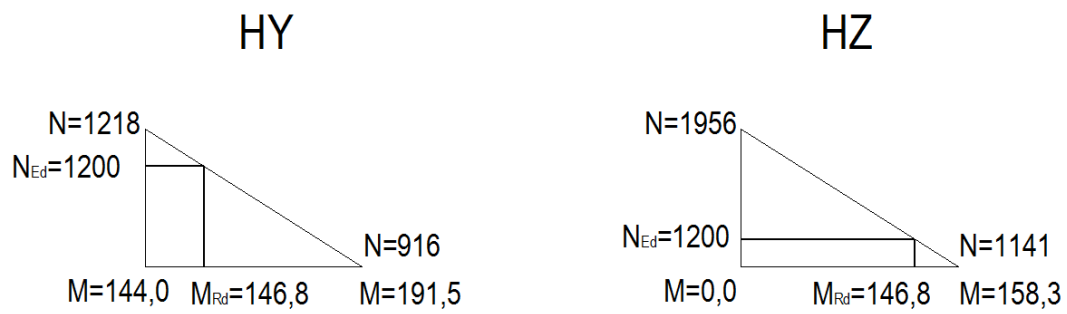 HY
N=1218
NEd=1200
N=916
M=144,0
MRd=146,8
M=191,5
HZ
N=1956
NEd=1200
N=1141
M=0,0
MRd=146,8
M=158,3